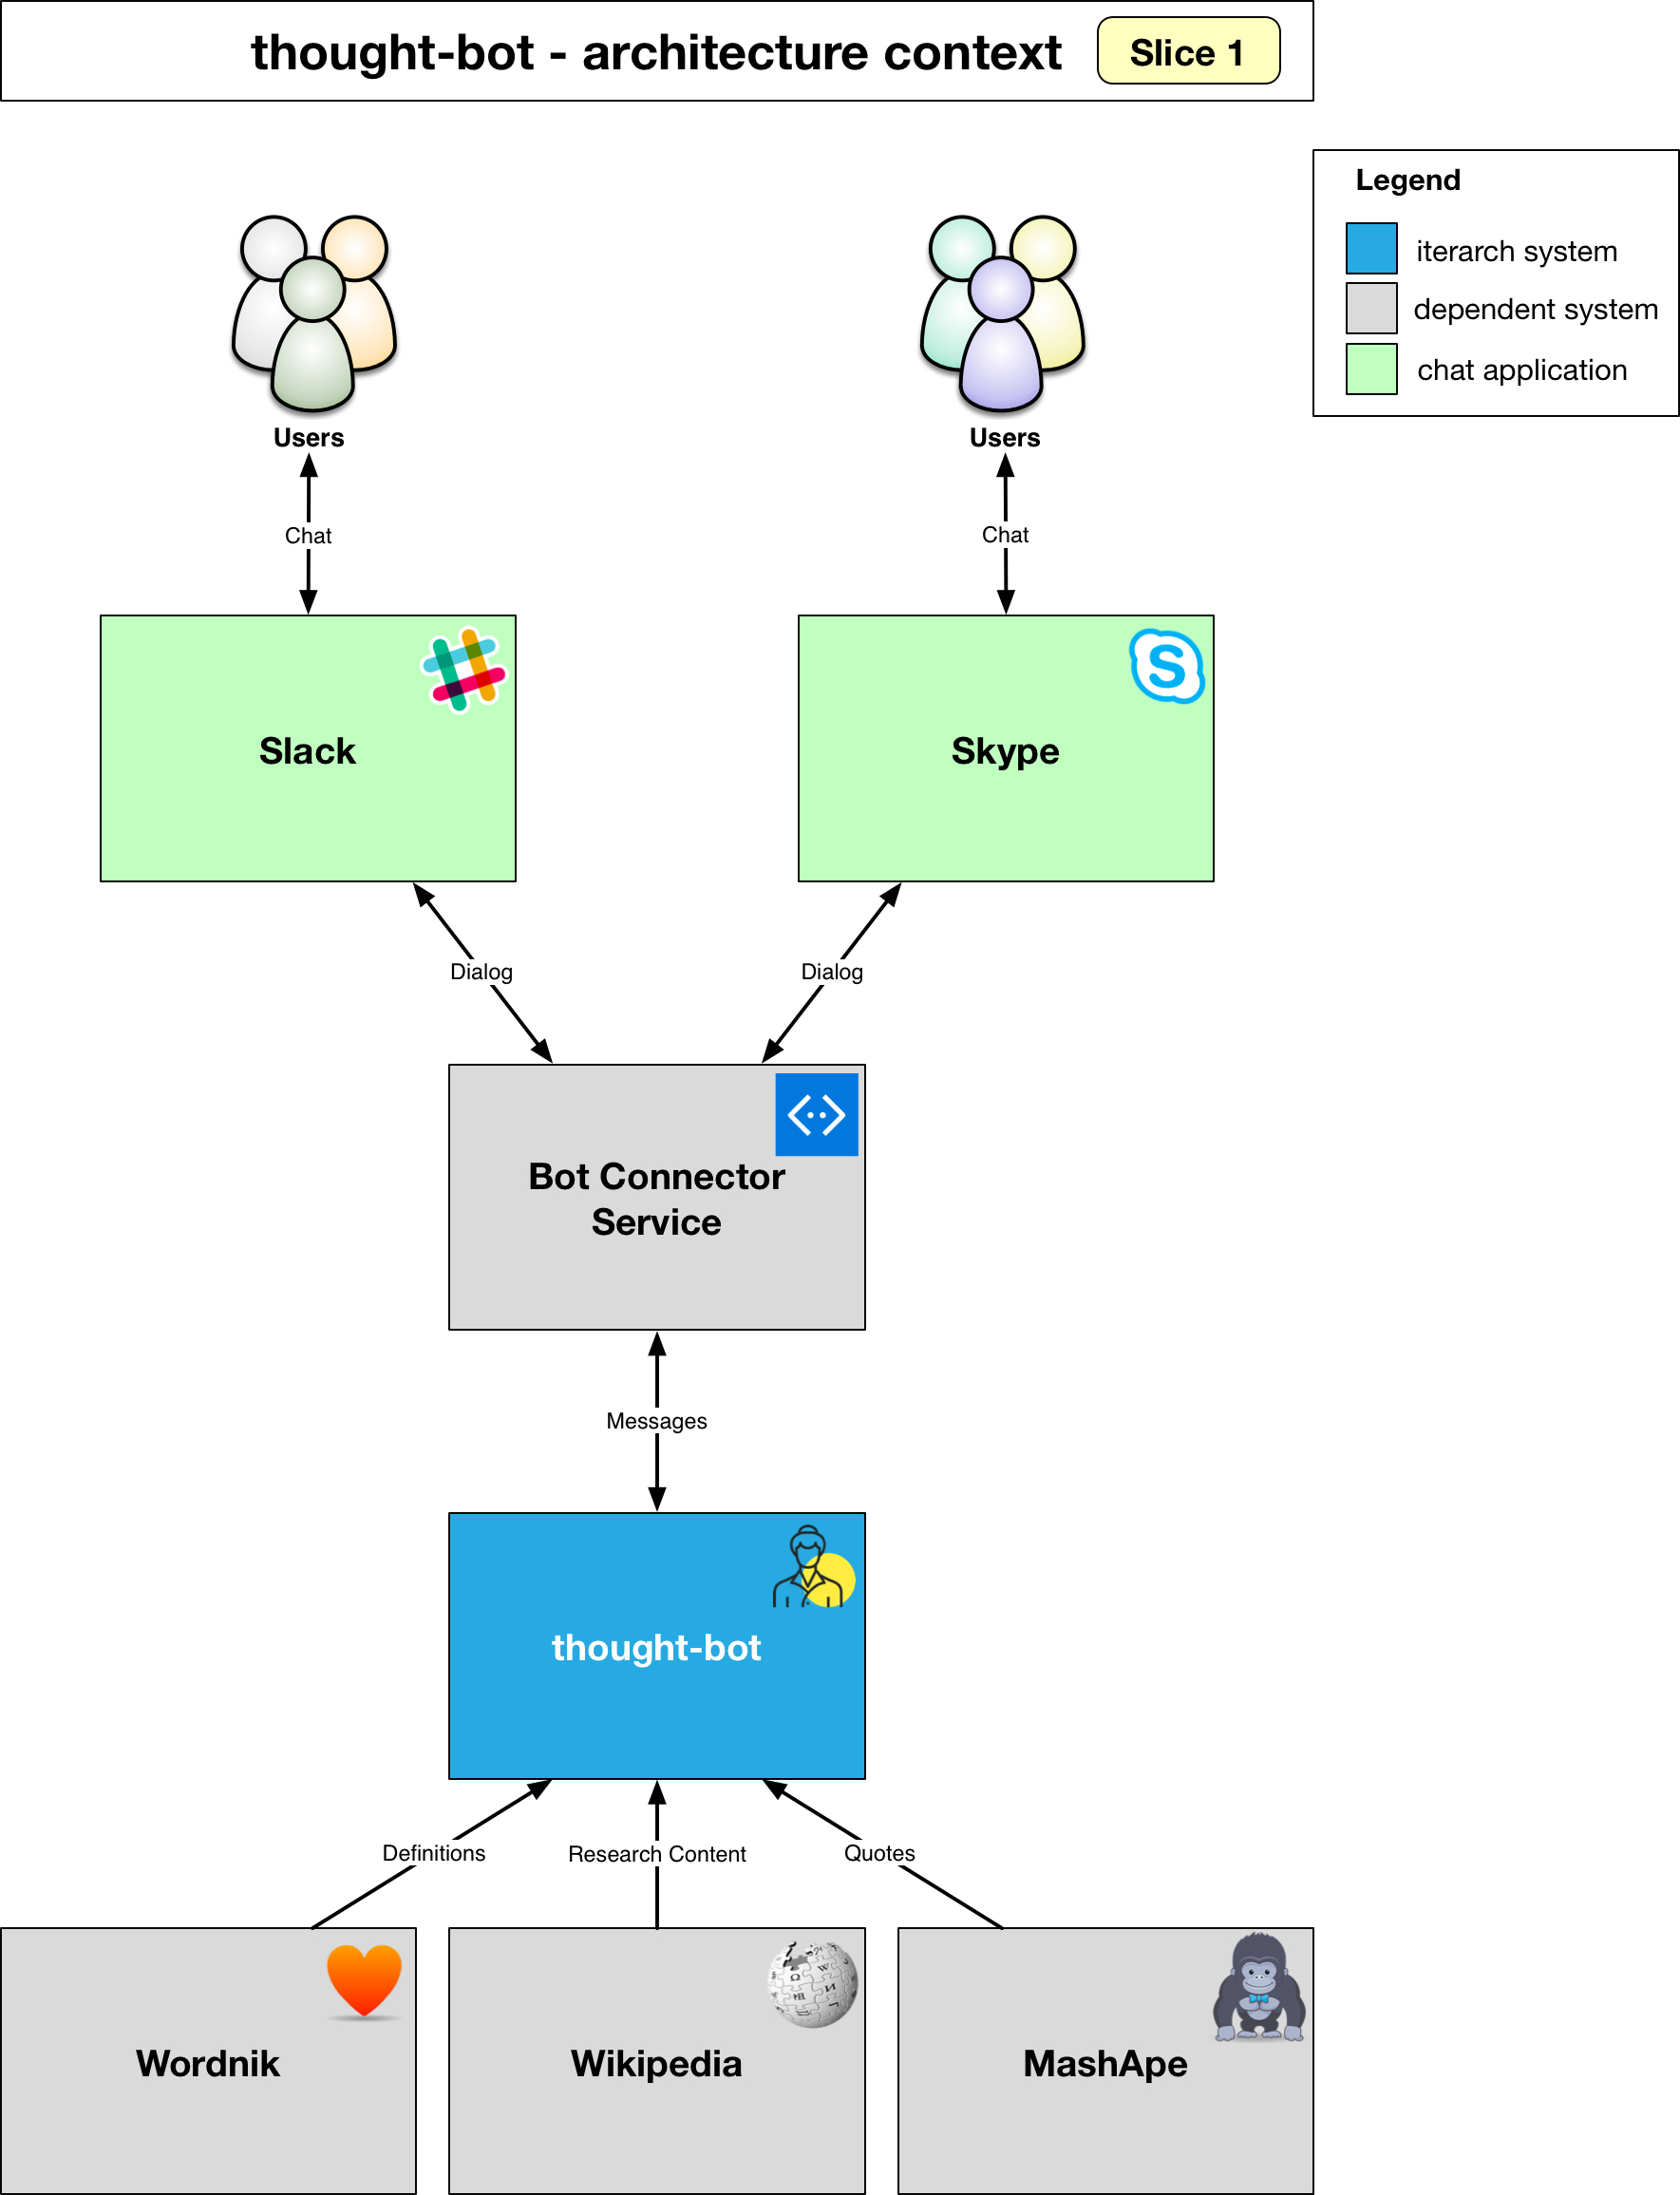 thought-bot - architecture context
Slice 1
Legend
iterarch system
dependent system
chat application
Users
Users
Chat
Chat
Slack
S
Skype
Dialog
Dialog
Bot Connector
Service
Messages
thought-bot
Definitions
Research Content
Quotes
Wordnik
Wikipedia
MashApe